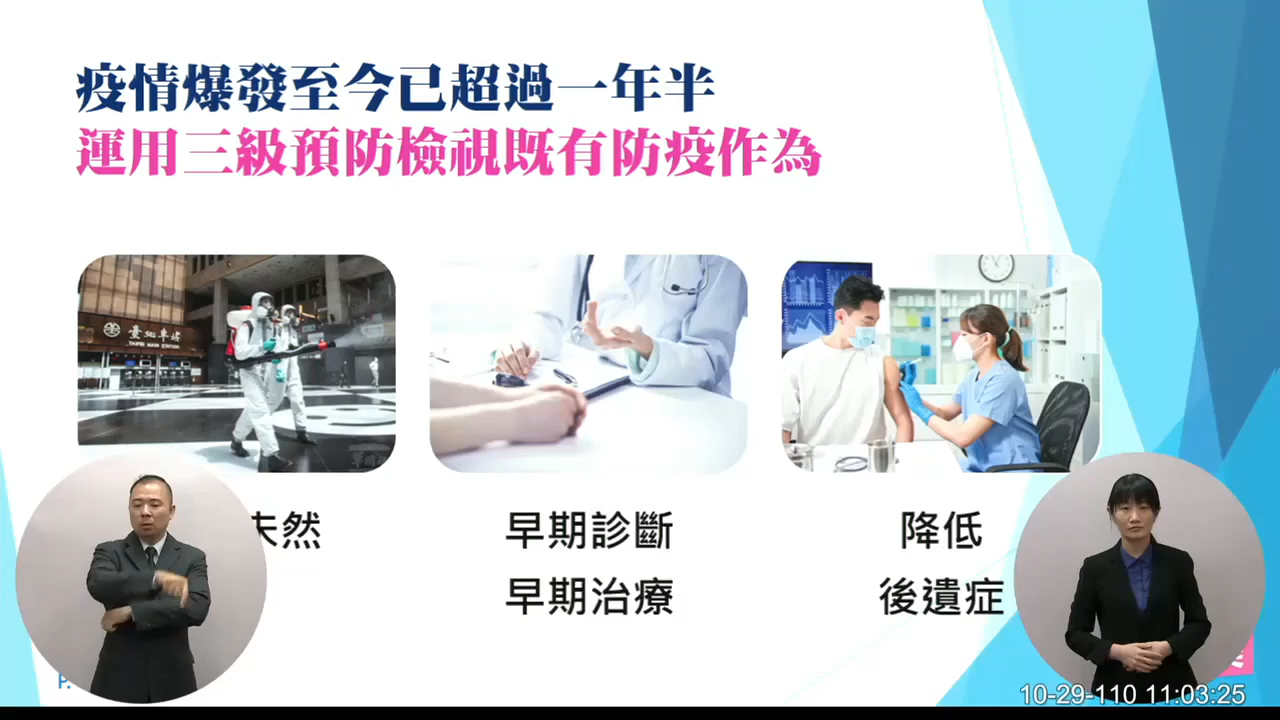 疫情爆發至今已超過一年半
運用三級預防檢視既有防疫作為
臺北車站
TAIPEI MAIN STATION
未然
早期診斷
早期治療
降低
後遺症
P.
10-29-110 11:03:25